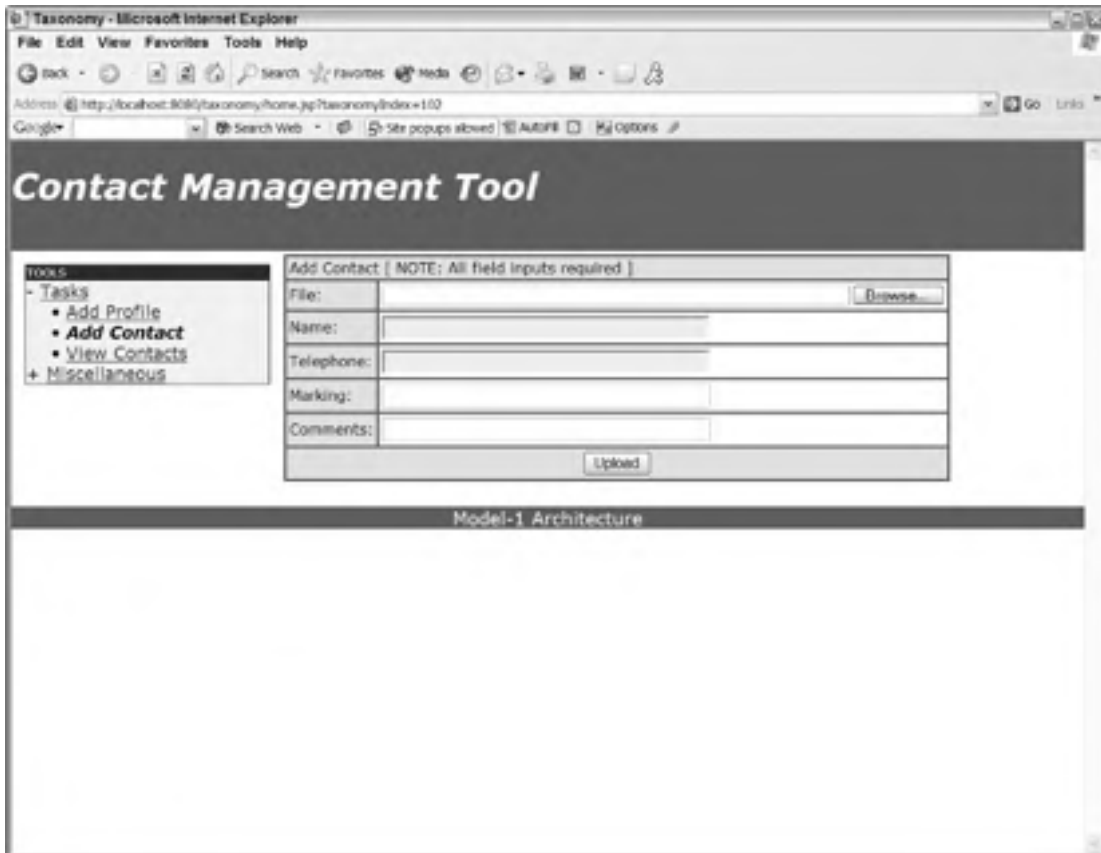 Taxonomy - Microsoft Internet Explorer
File Edit View Favorites Tools Help
Back Search Favorites Media
Address http://localhost:8080/taxonomy/home.jsp?taxonomyIndex=102 Go Links
Google Search Web Site popups allowed AutoFill Options
Contact Management Tool
TOOLS
- Tasks
• Add Profile
• Add Contact
• View Contacts
+ Miscellaneous
Add Contact [ NOTE: All field inputs required ]
File: Browse...
Name:
Telephone:
Marking:
Comments:
Upload
Model-1 Architecture